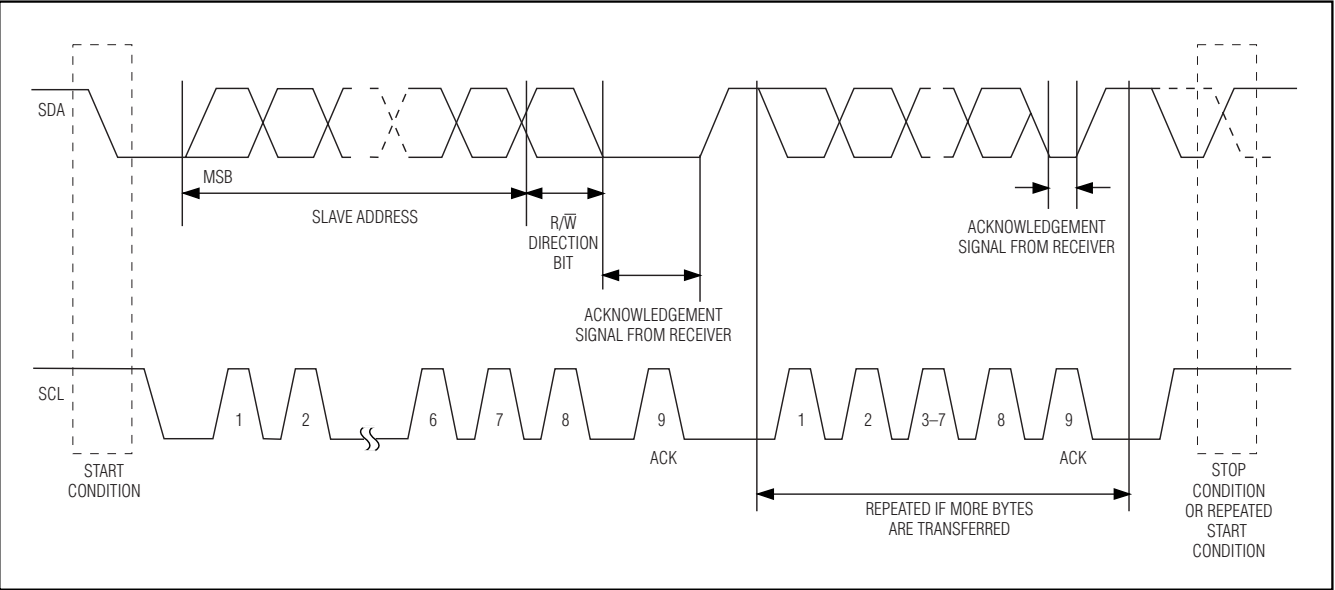 SDA
MSB
SLAVE ADDRESS
R/W̅
DIRECTION
BIT
ACKNOWLEDGEMENT
SIGNAL FROM RECEIVER
ACKNOWLEDGEMENT
SIGNAL FROM RECEIVER
SCL
1
2
6
7
8
9
1
2
3–7
8
9
ACK
ACK
START
CONDITION
REPEATED IF MORE BYTES
ARE TRANSFERRED
STOP
CONDITION
OR REPEATED
START
CONDITION